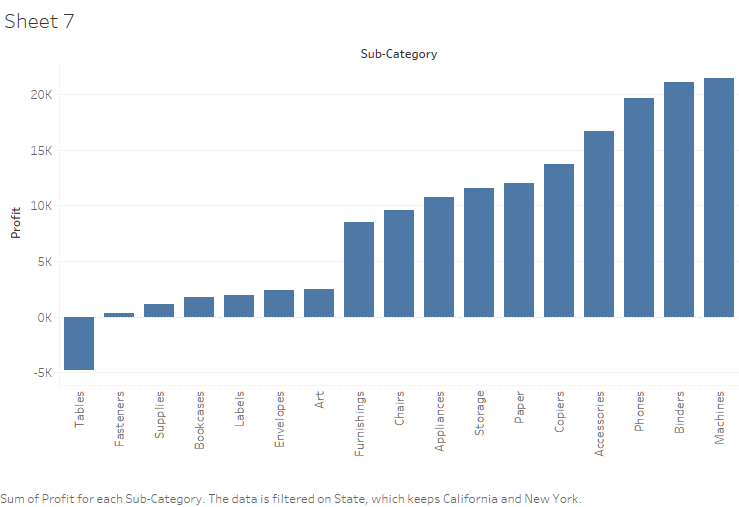 Sheet 7
Sub-Category
Profit
20K
15K
10K
5K
0K
-5K
Tables
Fasteners
Supplies
Bookcases
Labels
Envelopes
Art
Furnishings
Chairs
Appliances
Storage
Paper
Copiers
Accessories
Phones
Binders
Machines
Sum of Profit for each Sub-Category. The data is filtered on State, which keeps California and New York.